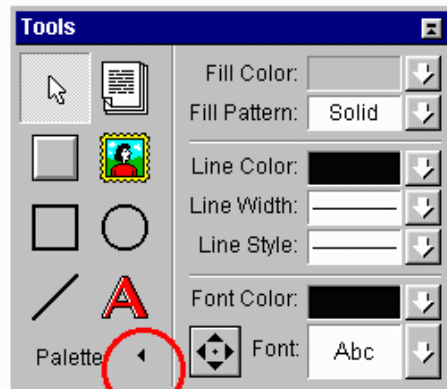 Tools
Fill Color:
Fill Pattern: Solid
Line Color:
Line Width:
Line Style:
A
Font Color:
Palette
Font: Abc